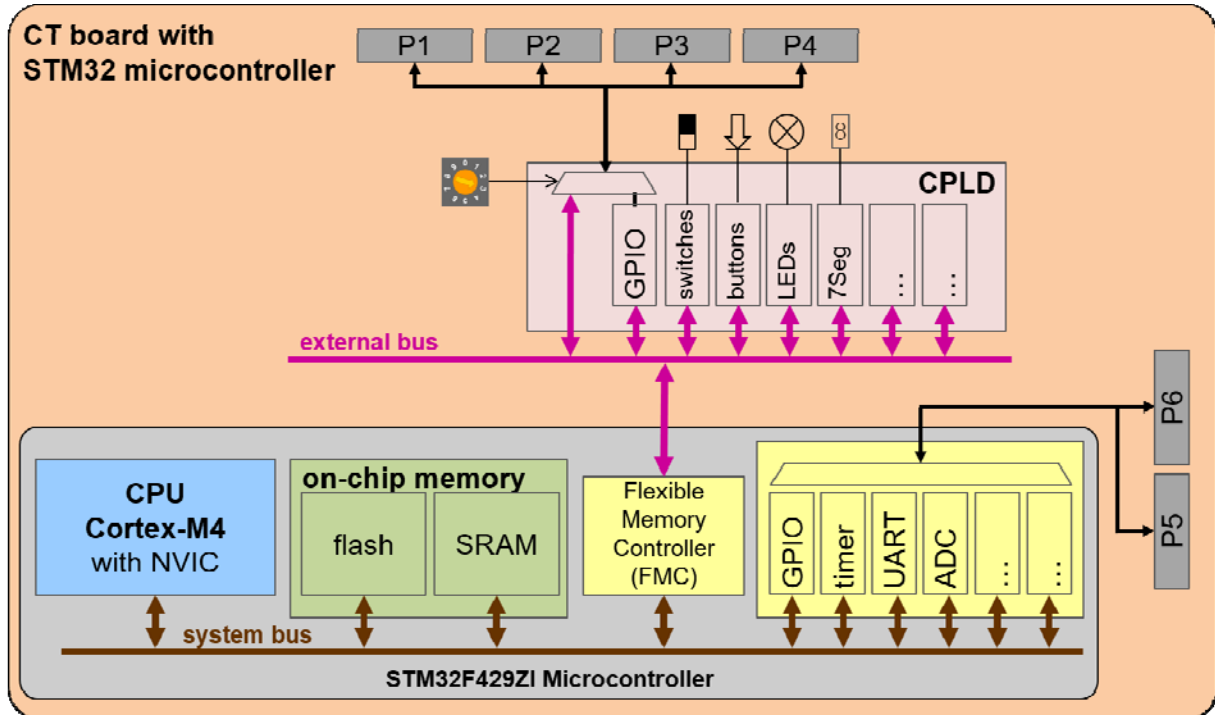 CT board with
STM32 microcontroller
P1
P2
P3
P4
CPLD
GPIO
switches
buttons
LEDs
7Seg
...
...
external bus
P6
P5
CPU
Cortex-M4
with NVIC
on-chip memory
flash
SRAM
Flexible
Memory
Controller
(FMC)
GPIO
timer
UART
ADC
...
...
system bus
STM32F429ZI Microcontroller